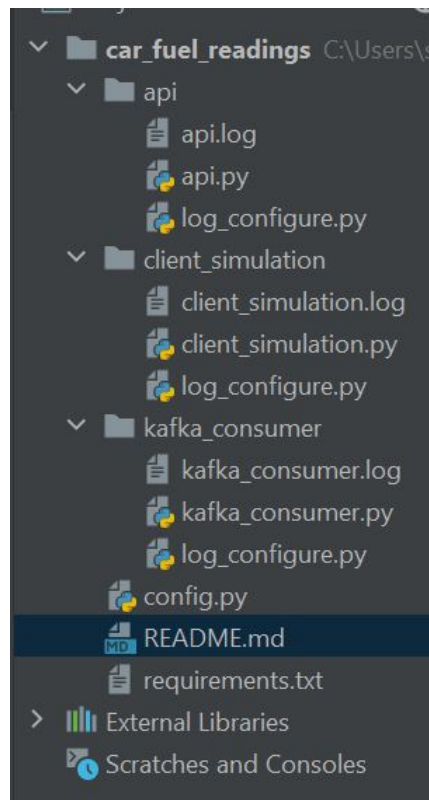 car_fuel_readings C:\Users\
api
api.log
api.py
log_configure.py
client_simulation
client_simulation.log
client_simulation.py
log_configure.py
kafka_consumer
kafka_consumer.log
kafka_consumer.py
log_configure.py
config.py
MD README.md
requirements.txt
External Libraries
Scratches and Consoles